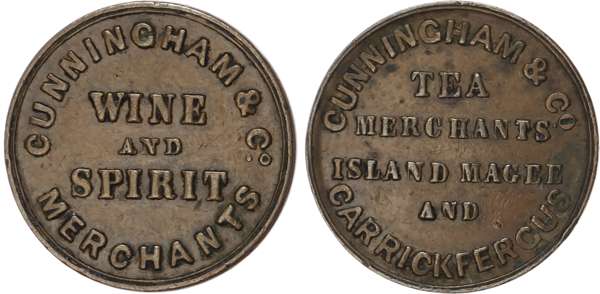 CUNNINGHAM & Co.
WINE
AND
SPIRIT
MERCHANTS
CUNNINGHAM & Co
TEA
MERCHANTS
ISLAND MAGEE
AND
CARRICKFERGUS